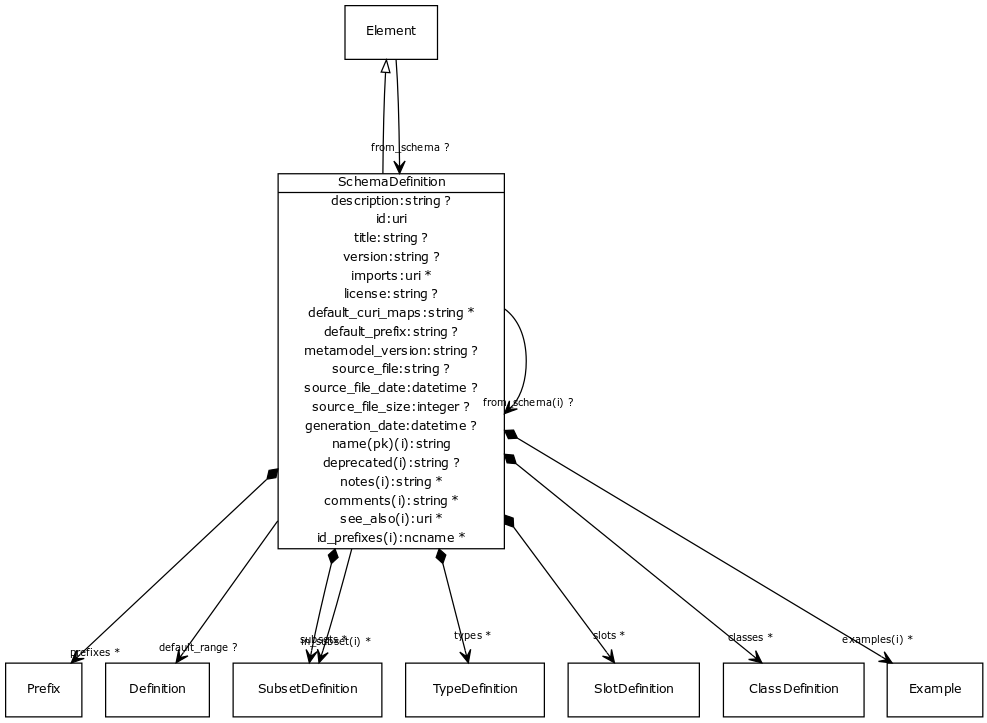 Element
from_schema ?
SchemaDefinition
description:string ?
id:uri
title:string ?
version:string ?
imports:uri *
license:string ?
default_curi_maps:string *
default_prefix:string ?
metamodel_version:string ?
source_file:string ?
source_file_date:datetime ?
source_file_size:integer ?
from_schema(i) ?
generation_date:datetime ?
name(pk)(i):string
deprecated(i):string ?
notes(i):string *
comments(i):string *
see_also(i):uri *
id_prefixes(i):ncname *
prefixes *
default_range ?
subsets *
in_subset(i) *
types *
slots *
classes *
examples(i) *
Prefix
Definition
SubsetDefinition
TypeDefinition
SlotDefinition
ClassDefinition
Example